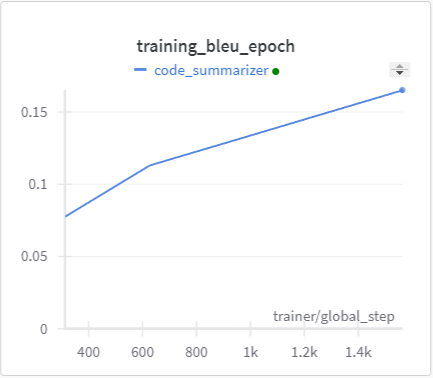 training_bleu_epoch
code_summarizer
0.15
0.1
0.05
0
trainer/global_step
400 600 800 1k 1.2k 1.4k